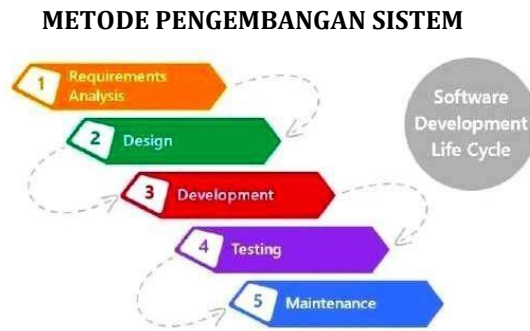 METODE PENGEMBANGAN SISTEM
1
Requirements
Analysis
2
Design
3
Development
4
Testing
5
Maintenance
Software
Development
Life Cycle